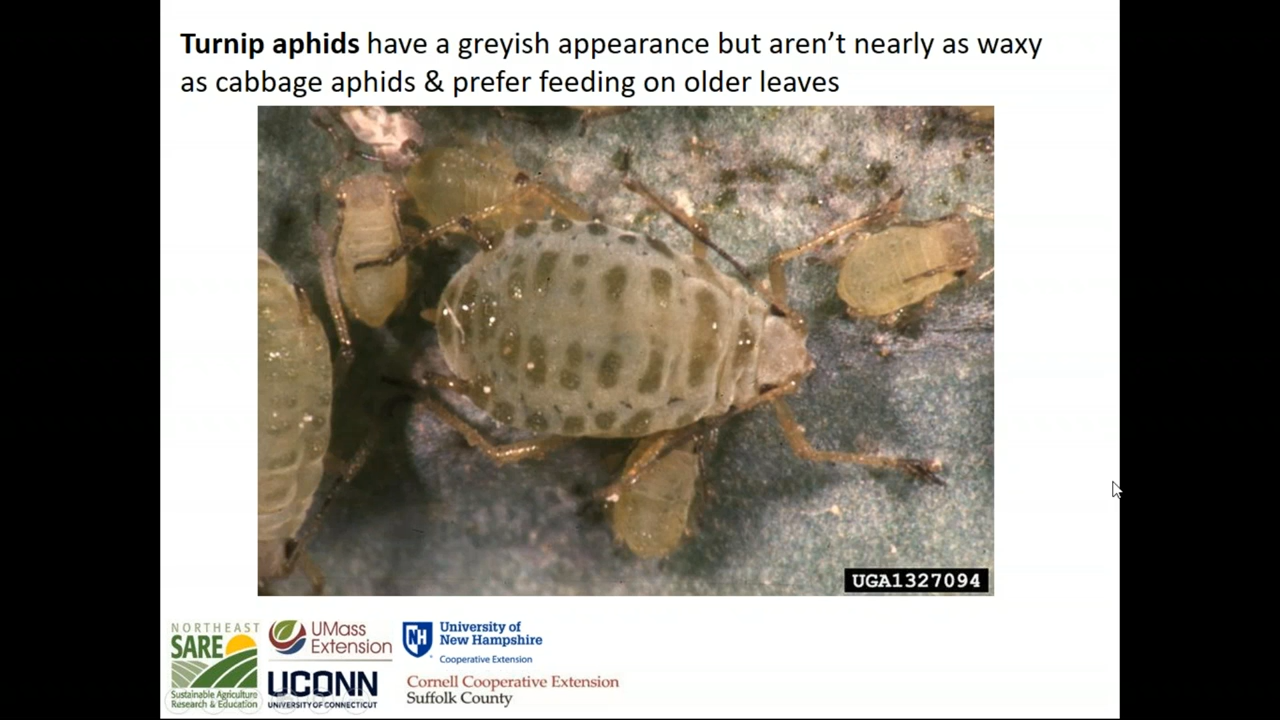 Turnip aphids have a greyish appearance but aren’t nearly as waxy
as cabbage aphids & prefer feeding on older leaves
UGA1327094
NORTHEAST
SARE
Sustainable Agriculture
Research & Education
UMass
Extension
UCONN
UNIVERSITY OF CONNECTICUT
NH
University of
New Hampshire
Cooperative Extension
Cornell Cooperative Extension
Suffolk County